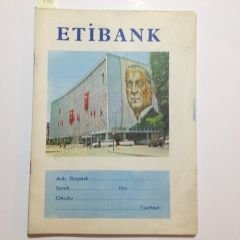 ETİBANK
Adı, Soyadı
Sınıfı No
Okulu
Defteri